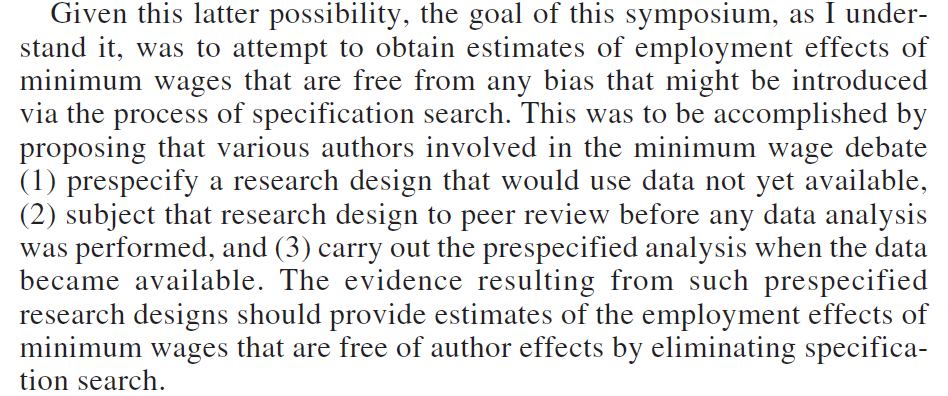 Given this latter possibility, the goal of this symposium, as I under-
stand it, was to attempt to obtain estimates of employment effects of
minimum wages that are free from any bias that might be introduced
via the process of specification search. This was to be accomplished by
proposing that various authors involved in the minimum wage debate
(1) prespecify a research design that would use data not yet available,
(2) subject that research design to peer review before any data analysis
was performed, and (3) carry out the prespecified analysis when the data
became available. The evidence resulting from such prespecified
research designs should provide estimates of the employment effects of
minimum wages that are free of author effects by eliminating specifica-
tion search.